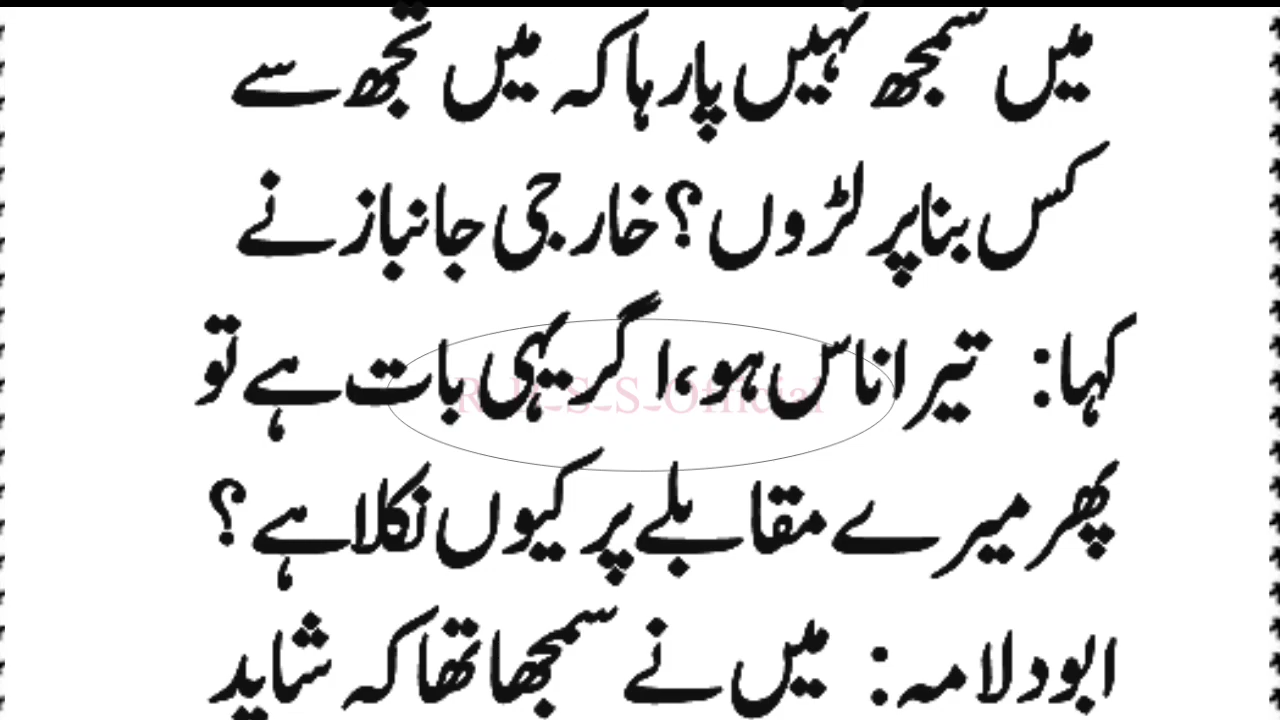 میں سمجھ نہیں پا رہا کہ میں تجھ سے
کس بنا پر لڑوں؟ خارجی جانباز نے
کہا: تیرا ناس ہو، اگر یہی بات ہے تو
R_H_S_S_Official
پھر میرے مقابلے پر کیوں نکلا ہے؟
ابودلامہ: میں نے سمجھا تھا کہ شاید